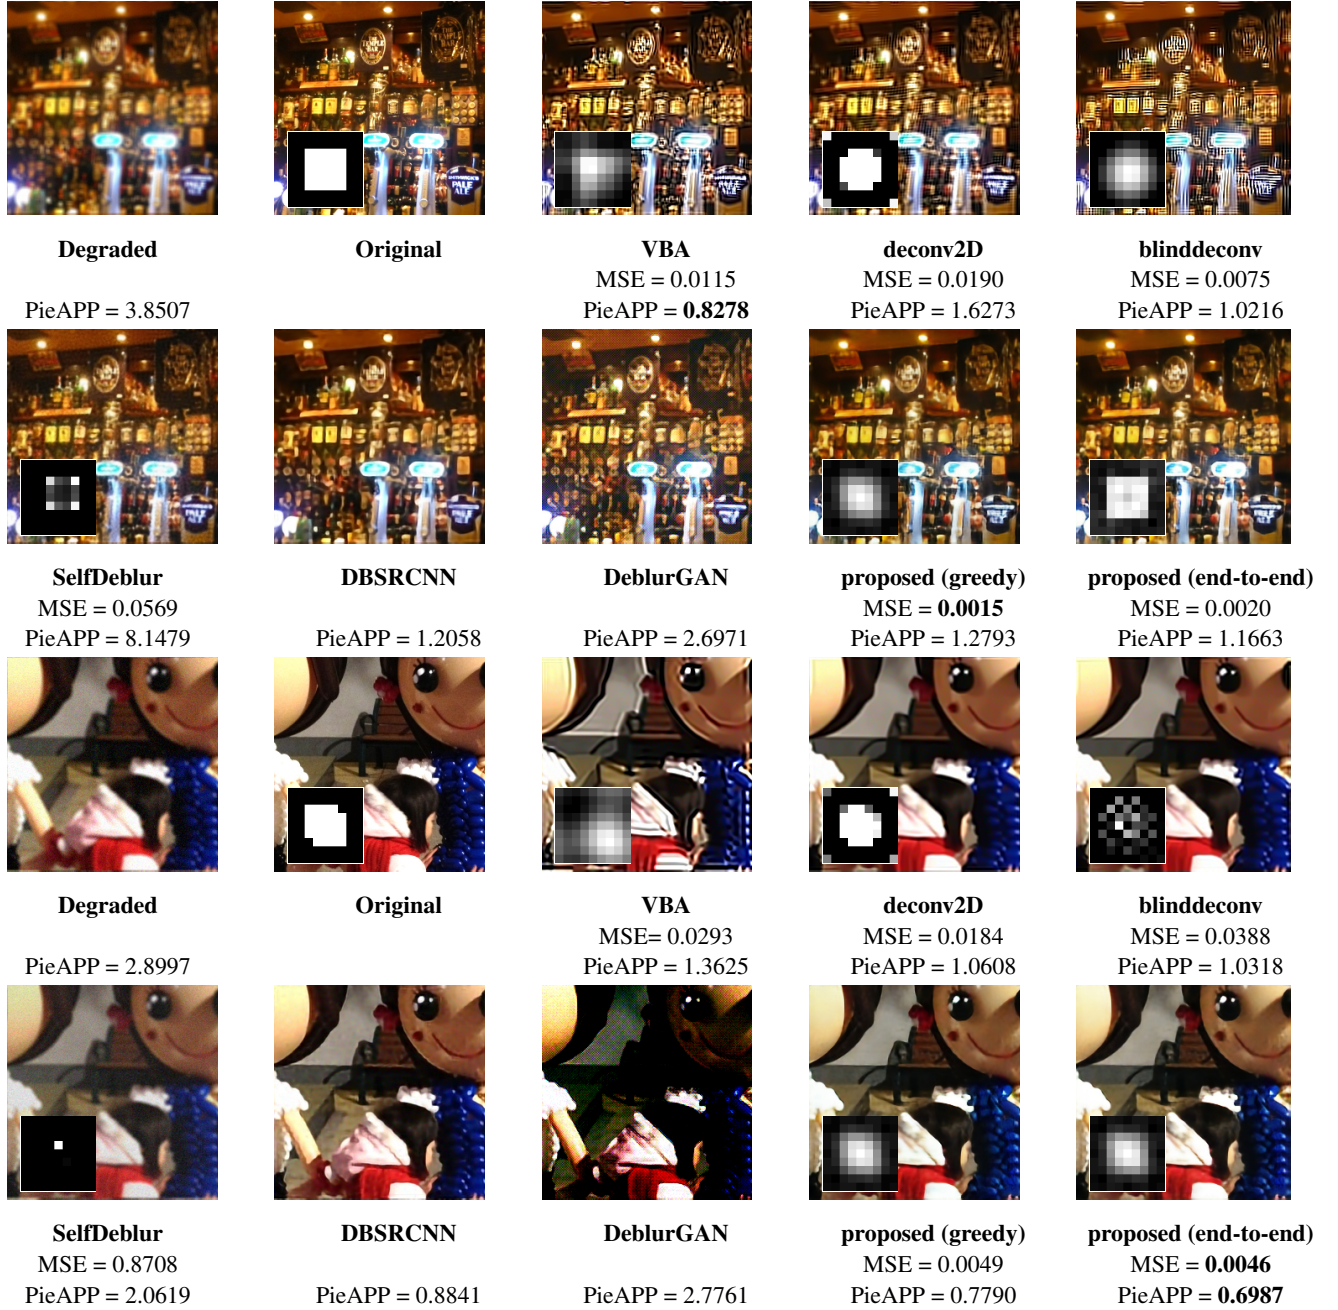 Degraded Original VBA deconv2D blinddeconv
MSE = 0.0115 MSE = 0.0190 MSE = 0.0075
PieAPP = 3.8507 PieAPP = 0.8278 PieAPP = 1.6273 PieAPP = 1.0216
SelfDeblur DBSRCNN DeblurGAN proposed (greedy) proposed (end-to-end)
MSE = 0.0569 MSE = 0.0015 MSE = 0.0020
PieAPP = 8.1479 PieAPP = 1.2058 PieAPP = 2.6971 PieAPP = 1.2793 PieAPP = 1.1663
Degraded Original VBA deconv2D blinddeconv
MSE= 0.0293 MSE = 0.0184 MSE = 0.0388
PieAPP = 2.8997 PieAPP = 1.3625 PieAPP = 1.0608 PieAPP = 1.0318
SelfDeblur DBSRCNN DeblurGAN proposed (greedy) proposed (end-to-end)
MSE = 0.8708 MSE = 0.0049 MSE = 0.0046
PieAPP = 2.0619 PieAPP = 0.8841 PieAPP = 2.7761 PieAPP = 0.7790 PieAPP = 0.6987